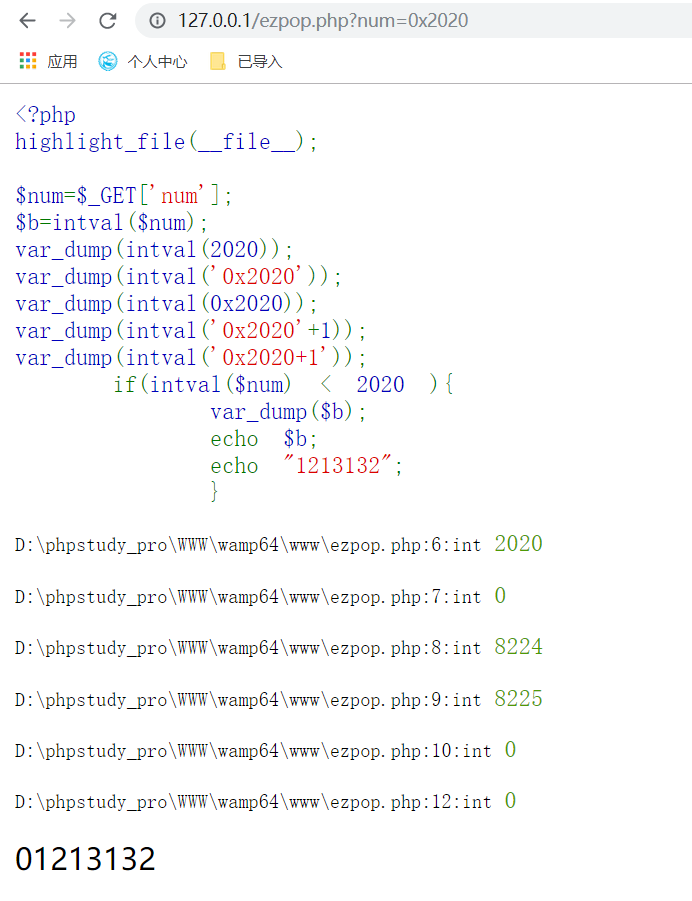 127.0.0.1/ezpop.php?num=0x2020
应用 个人中心 已导入
<?php
highlight_file(__file__);
$num=$_GET['num'];
$b=intval($num);
var_dump(intval(2020));
var_dump(intval('0x2020'));
var_dump(intval(0x2020));
var_dump(intval('0x2020'+1));
var_dump(intval('0x2020+1'));
if(intval($num) < 2020 ){
var_dump($b);
echo $b;
echo "1213132";
}
D:\phpstudy_pro\WWW\wamp64\www\ezpop.php:6:int 2020
D:\phpstudy_pro\WWW\wamp64\www\ezpop.php:7:int 0
D:\phpstudy_pro\WWW\wamp64\www\ezpop.php:8:int 8224
D:\phpstudy_pro\WWW\wamp64\www\ezpop.php:9:int 8225
D:\phpstudy_pro\WWW\wamp64\www\ezpop.php:10:int 0
D:\phpstudy_pro\WWW\wamp64\www\ezpop.php:12:int 0
01213132